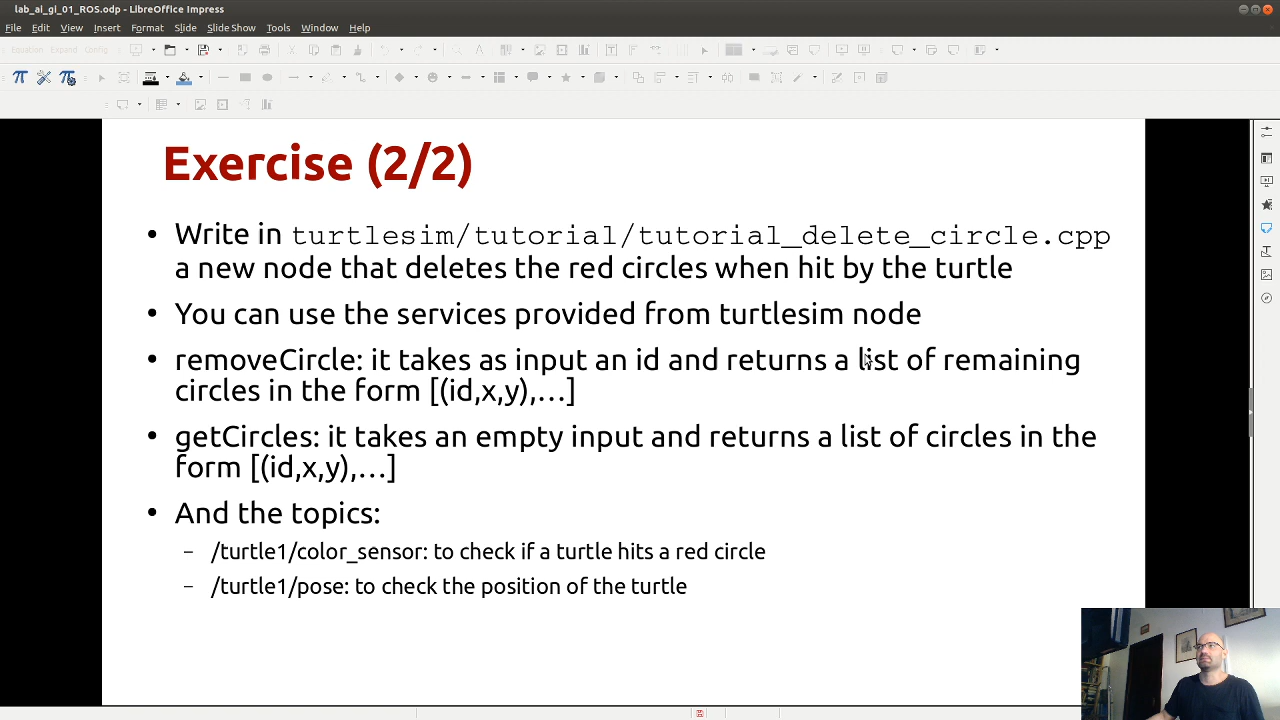 lab_al_gl_01_ROS.odp - LibreOffice Impress
File Edit View Insert Format Slide Slide Show Tools Window Help
Equation Expand Config
Exercise (2/2)
• Write in turtlesim/tutorial/tutorial_delete_circle.cpp
a new node that deletes the red circles when hit by the turtle
• You can use the services provided from turtlesim node
• removeCircle: it takes as input an id and returns a list of remaining
circles in the form [(id,x,y),…]
• getCircles: it takes an empty input and returns a list of circles in the
form [(id,x,y),…]
• And the topics:
– /turtle1/color_sensor: to check if a turtle hits a red circle
– /turtle1/pose: to check the position of the turtle